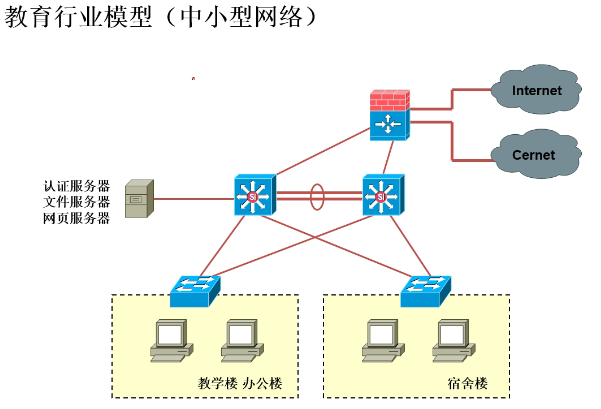 教育行业模型（中小型网络）
Internet
Cernet
认证服务器
文件服务器
网页服务器
Si
Si
教学楼 办公楼
宿舍楼